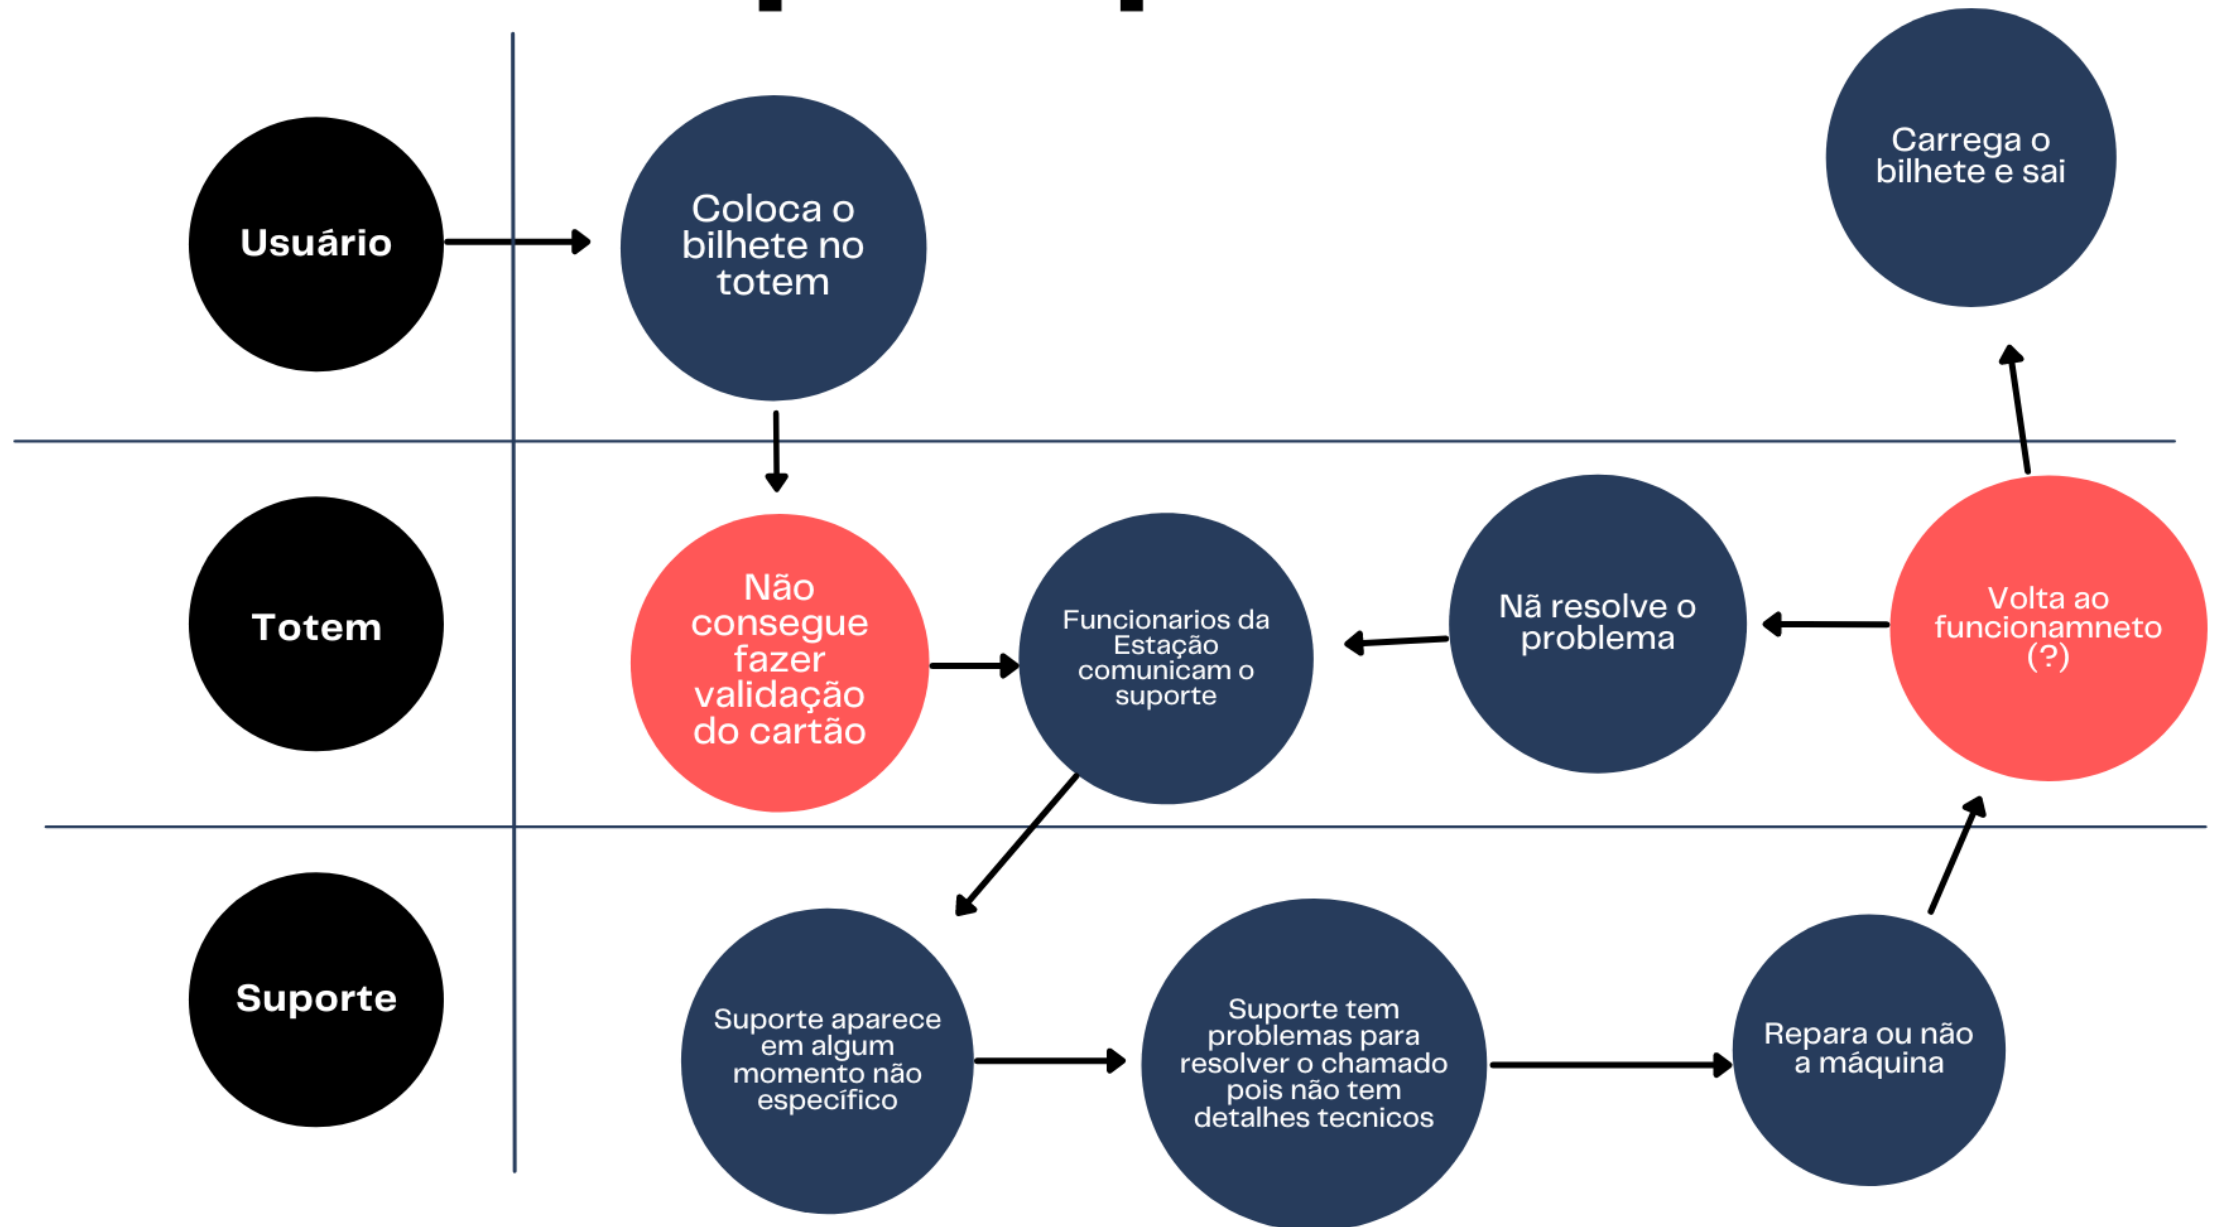 Usuário
Coloca o
bilhete no
totem
Carrega o
bilhete e sai
Totem
Não
consegue
fazer
validação
do cartão
Funcionarios da
Estação
comunicam o
suporte
Nã resolve o
problema
Volta ao
funcionamneto
(?)
Suporte
Suporte aparece
em algum
momento não
específico
Suporte tem
problemas para
resolver o chamado
pois não tem
detalhes tecnicos
Repara ou não
a máquina